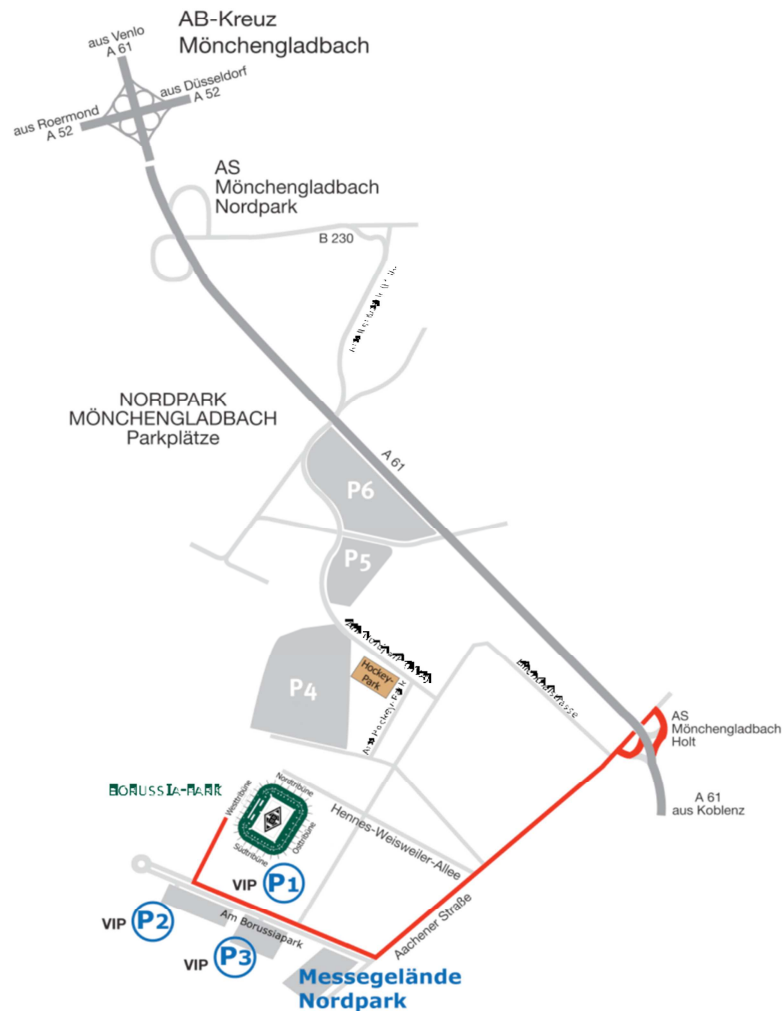 AB-Kreuz
Mönchengladbach
aus Venlo
A 61
aus Düsseldorf
A 52
aus Roermond
A 52
AS
Mönchengladbach
Nordpark
B 230
NORDPARK
MÖNCHENGLADBACH
Parkplätze
A 61
P6
P5
P4
Hockey-
Park
AS
Mönchengladbach
Holt
A 61
aus Koblenz
BORUSSIA-PARK
Nordtribüne
Westtribüne
Osttribüne
Südtribüne
Hennes-Weisweiler-Allee
Aachener Straße
VIP P1
VIP P2
Am Borussiapark
VIP P3
Messegelände
Nordpark